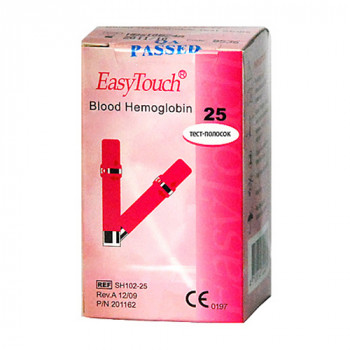 PASSED
EasyTouch®
Blood Hemoglobin
25
тест-полосок
REF SH102-25
Rev.A 12/09
P/N 201162
CE 0197